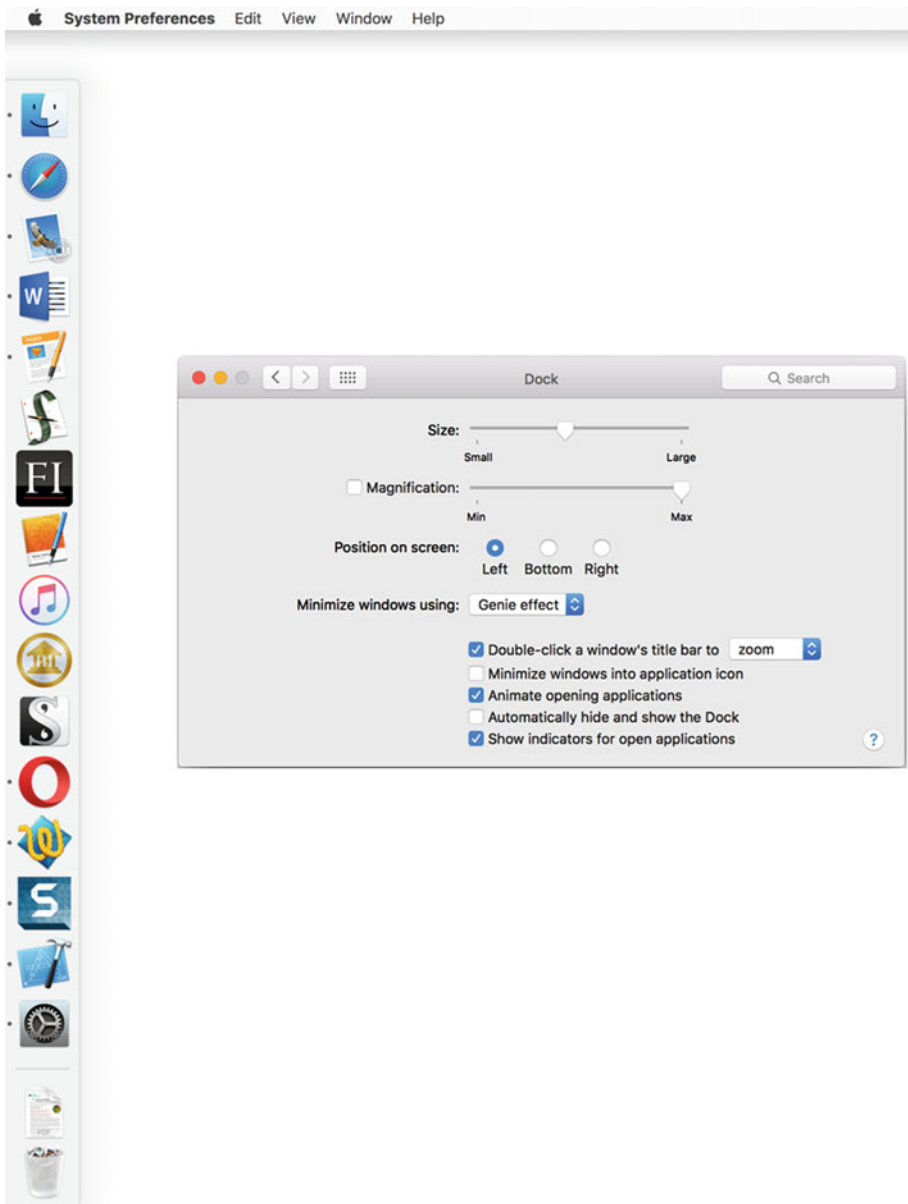 System Preferences Edit View Window Help
W
FI
S
S
PDF
Dock
Search
Size:
Small Large
Magnification:
Min Max
Position on screen:
Left Bottom Right
Minimize windows using: Genie effect
Double-click a window's title bar to zoom
Minimize windows into application icon
Animate opening applications
Automatically hide and show the Dock
Show indicators for open applications
?